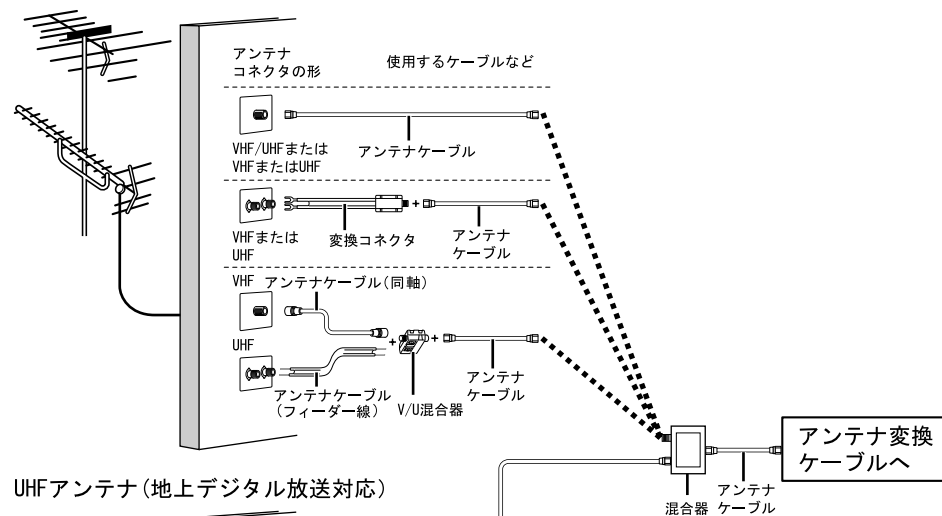 アンテナ
コネクタの形
使用するケーブルなど
VHF/UHFまたは
VHFまたはUHF
アンテナケーブル
VHFまたは
UHF
変換コネクタ
+
アンテナ
ケーブル
VHF
アンテナケーブル(同軸)
UHF
+
+
アンテナケーブル
(フィーダー線)
V/U混合器
アンテナ
ケーブル
アンテナ変換
ケーブルへ
混合器
アンテナ
ケーブル
UHFアンテナ(地上デジタル放送対応)